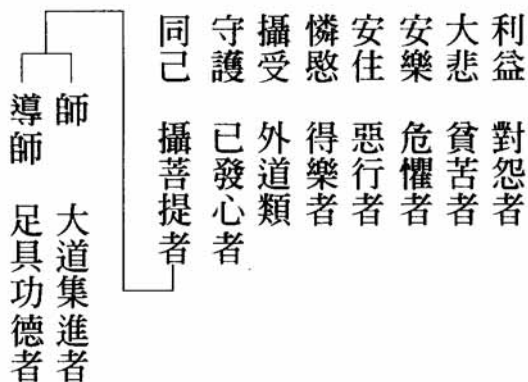 利益 對怨者
大悲 貧苦者
安樂 危懼者
安住 惡行者
憐愍 得樂者
攝受 外道類
守護 已發心者
同己 攝菩提者
師 大道集進者
導師 足具功德者